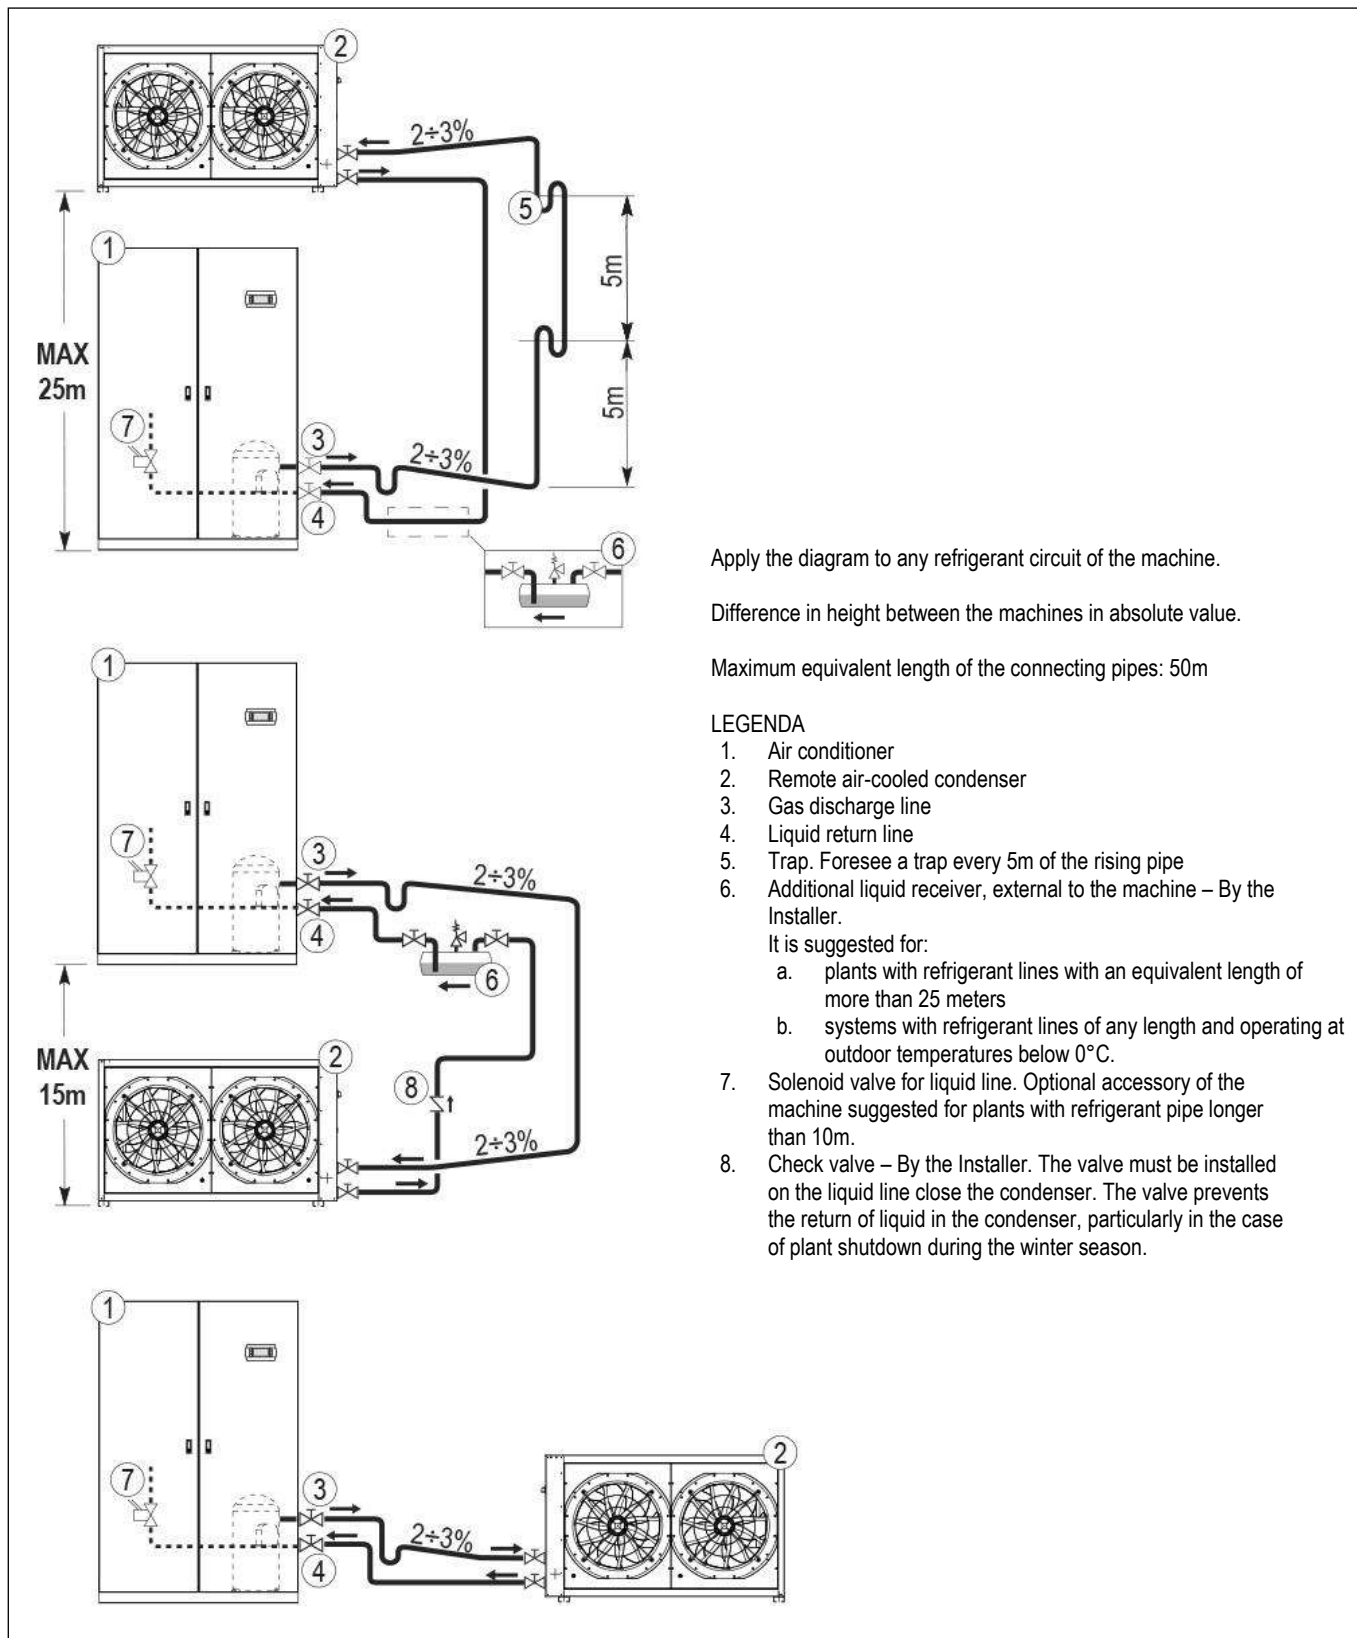 2
2÷3%
5
1
5m
MAX
25m
5m
7
3
2÷3%
4
6
Apply the diagram to any refrigerant circuit of the machine.
Difference in height between the machines in absolute value.
Maximum equivalent length of the connecting pipes: 50m
LEGENDA
1. Air conditioner
2. Remote air-cooled condenser
3. Gas discharge line
4. Liquid return line
5. Trap. Foresee a trap every 5m of the rising pipe
6. Additional liquid receiver, external to the machine – By the
Installer.
It is suggested for:
a. plants with refrigerant lines with an equivalent length of
more than 25 meters
b. systems with refrigerant lines of any length and operating at
outdoor temperatures below 0°C.
7. Solenoid valve for liquid line. Optional accessory of the
machine suggested for plants with refrigerant pipe longer
than 10m.
8. Check valve – By the Installer. The valve must be installed
on the liquid line close the condenser. The valve prevents
the return of liquid in the condenser, particularly in the case
of plant shutdown during the winter season.
1
7
3
2÷3%
4
6
MAX
15m
2
8
2÷3%
1
7
3
2÷3%
4
2